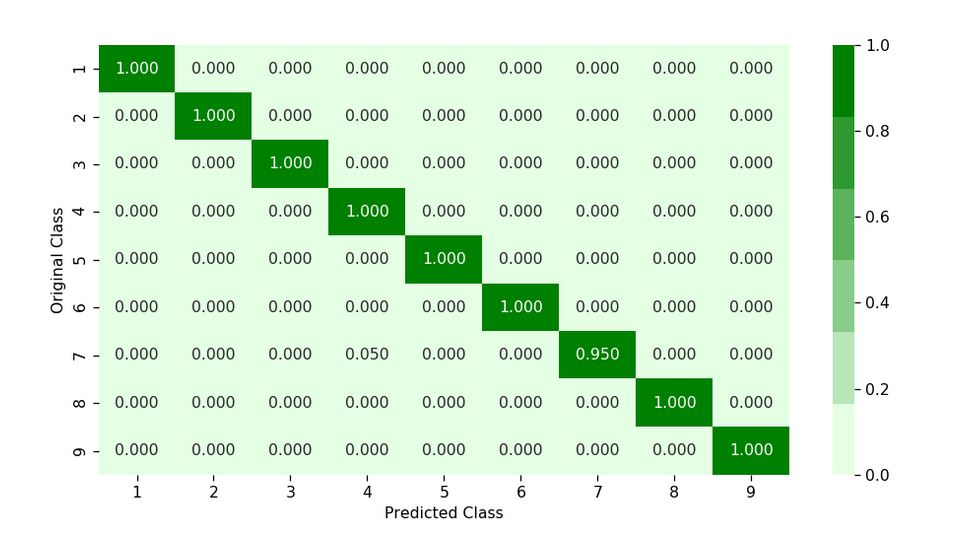 1 1.000 0.000 0.000 0.000 0.000 0.000 0.000 0.000 0.000
2 0.000 1.000 0.000 0.000 0.000 0.000 0.000 0.000 0.000
3 0.000 0.000 1.000 0.000 0.000 0.000 0.000 0.000 0.000
4 0.000 0.000 0.000 1.000 0.000 0.000 0.000 0.000 0.000
5 0.000 0.000 0.000 0.000 1.000 0.000 0.000 0.000 0.000
6 0.000 0.000 0.000 0.000 0.000 1.000 0.000 0.000 0.000
7 0.000 0.000 0.000 0.050 0.000 0.000 0.950 0.000 0.000
8 0.000 0.000 0.000 0.000 0.000 0.000 0.000 1.000 0.000
9 0.000 0.000 0.000 0.000 0.000 0.000 0.000 0.000 1.000
Original Class
1 2 3 4 5 6 7 8 9
Predicted Class
1.0
0.8
0.6
0.4
0.2
0.0